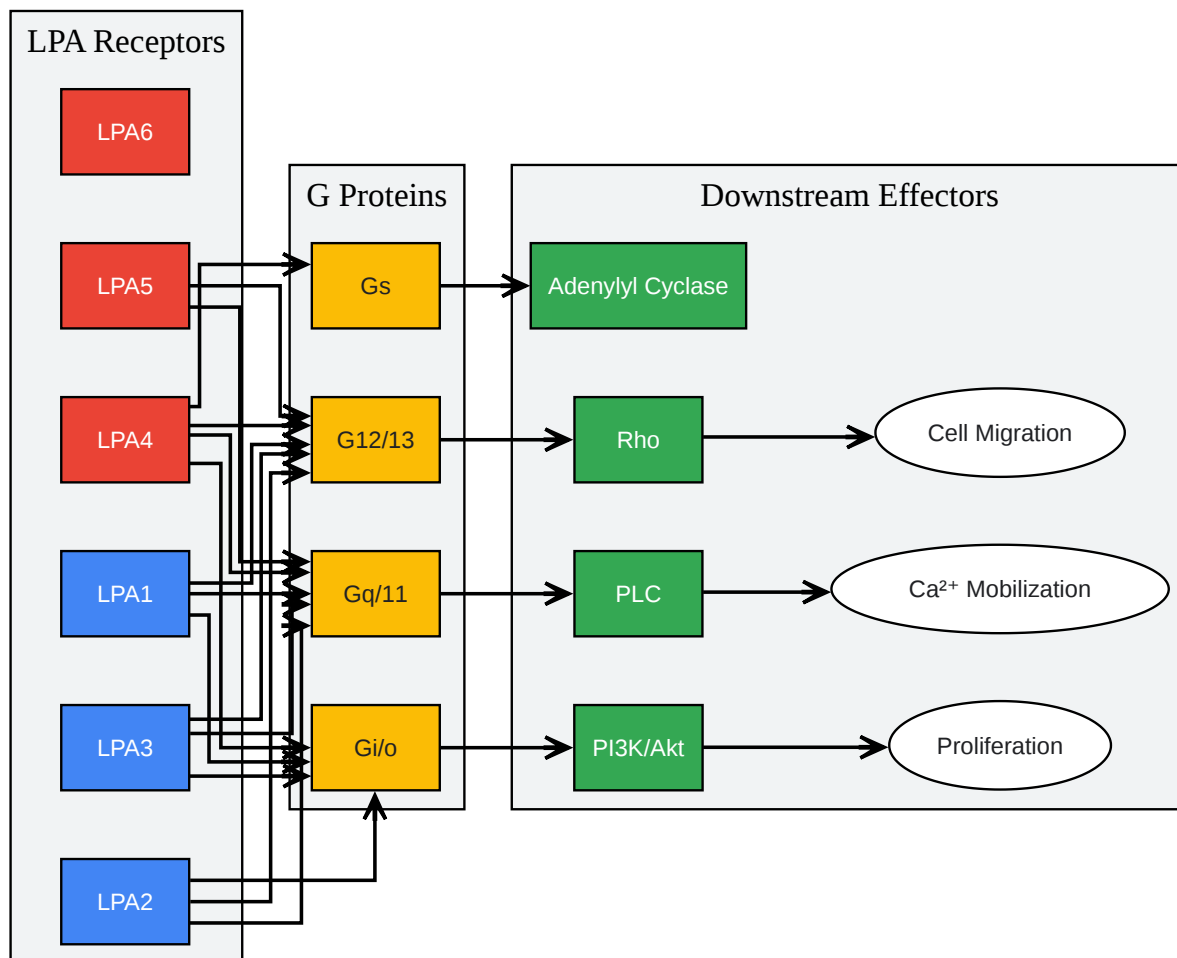 LPA Receptors
LPA6
LPA5
LPA4
LPA1
LPA3
LPA2
G Proteins
Gs
G12/13
Gq/11
Gi/o
Downstream Effectors
Adenylyl Cyclase
Rho
Cell Migration
PLC
Ca²⁺ Mobilization
PI3K/Akt
Proliferation